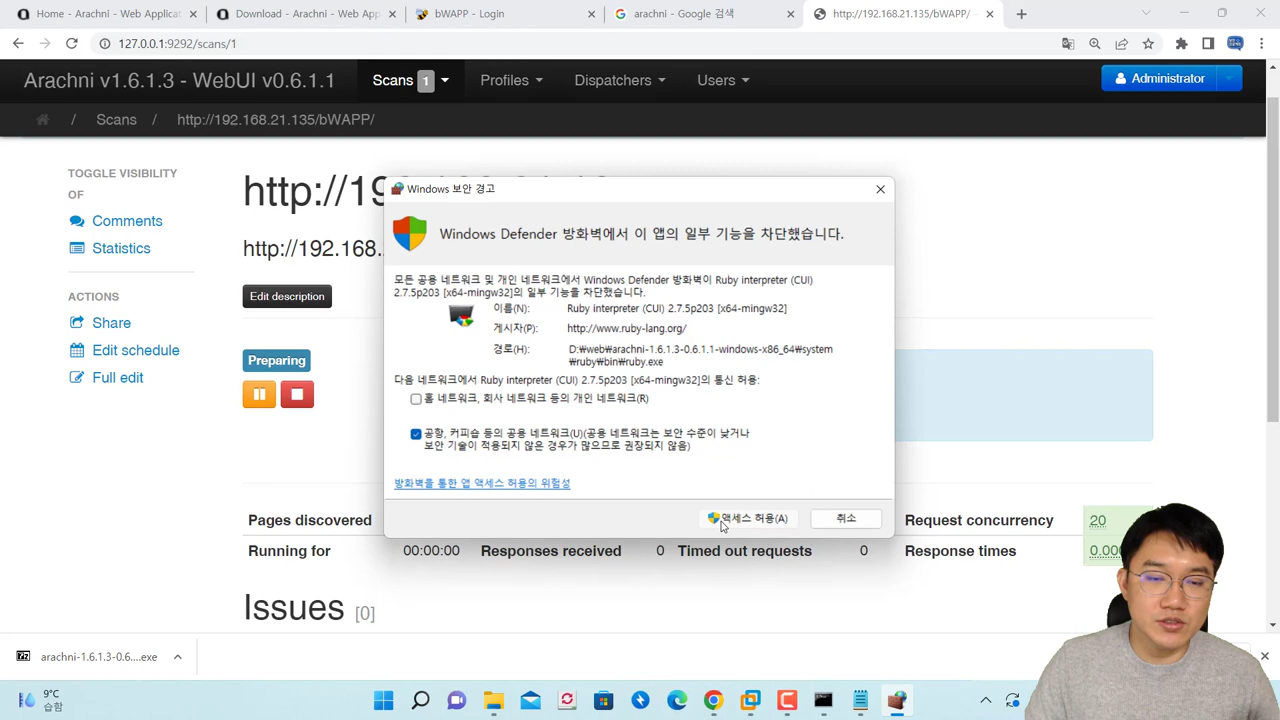 Home - Arachni - Web Applicat
Download - Arachni - Web App
bWAPP - Login
arachni - Google 검색
http://192.168.21.135/bWAPP/ -
127.0.0.1:9292/scans/1
Arachni v1.6.1.3 - WebUI v0.6.1.1
Scans 1
Profiles
Dispatchers
Users
Administrator
/ Scans / http://192.168.21.135/bWAPP/
TOGGLE VISIBILITY
OF
Comments
Statistics
ACTIONS
Share
Edit schedule
Full edit
http://19
http://192.168.
Edit description
Preparing
Windows 보안 경고
Windows Defender 방화벽에서 이 앱의 일부 기능을 차단했습니다.
모든 공용 네트워크 및 개인 네트워크에서 Windows Defender 방화벽이 Ruby interpreter (CUI)
2.7.5p203 [x64-mingw32]의 일부 기능을 차단했습니다.
이름(N): Ruby interpreter (CUI) 2.7.5p203 [x64-mingw32]
게시자(P): http://www.ruby-lang.org/
경로(H): D:\web\arachni-1.6.1.3-0.6.1.1-windows-x86_64\system
\ruby\bin\ruby.exe
다음 네트워크에서 Ruby interpreter (CUI) 2.7.5p203 [x64-mingw32]의 통신 허용:
홈 네트워크, 회사 네트워크 등의 개인 네트워크(R)
공항, 커피숍 등의 공용 네트워크(U)(공용 네트워크는 보안 수준이 낮거나
보안 기술이 적용되지 않은 경우가 많으므로 권장되지 않음)
방화벽을 통한 앱 액세스 허용의 위험성
액세스 허용(A)
취소
Pages discovered
Request concurrency 20
Running for 00:00:00 Responses received 0 Timed out requests 0 Response times 0.000
Issues [0]
arachni-1.6.1.3-0.6....exe
9°C
습함